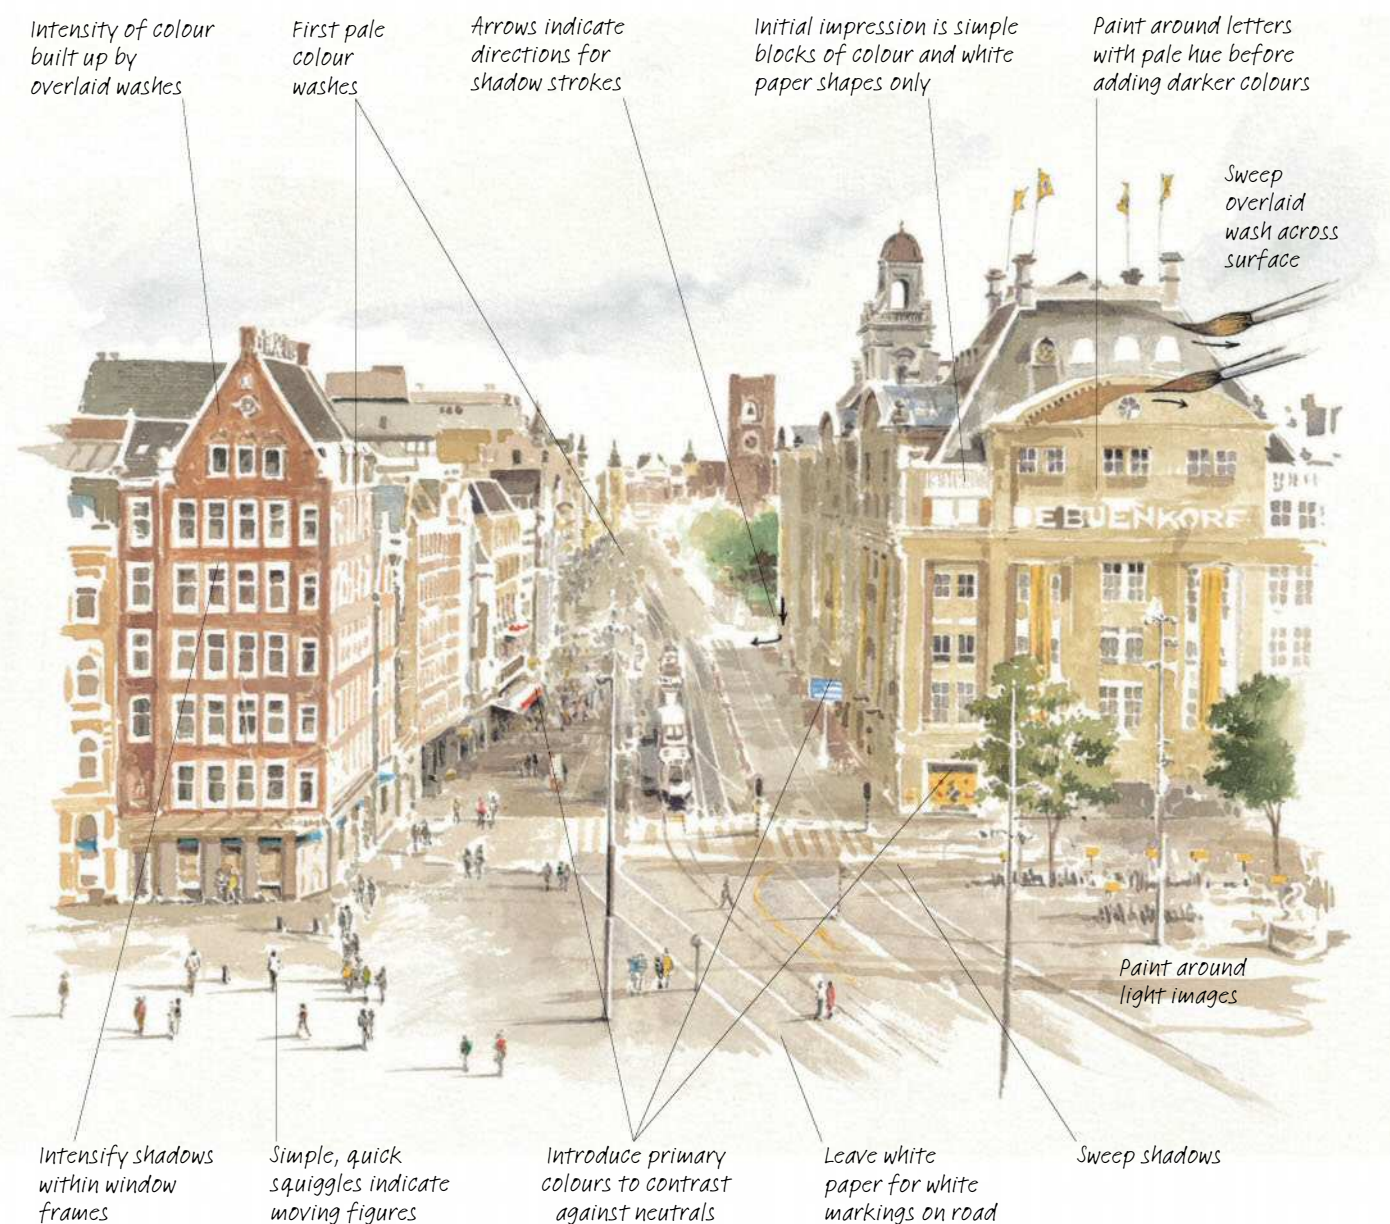 Intensity of colour
built up by
overlaid washes
First pale
colour
washes
Arrows indicate
directions for
shadow strokes
Initial impression is simple
blocks of colour and white
paper shapes only
Paint around letters
with pale hue before
adding darker colours
Sweep
overlaid
wash across
surface
DE BIJENKORF
Paint around
light images
Intensify shadows
within window
frames
Simple, quick
squiggles indicate
moving figures
Introduce primary
colours to contrast
against neutrals
Leave white
paper for white
markings on road
Sweep shadows